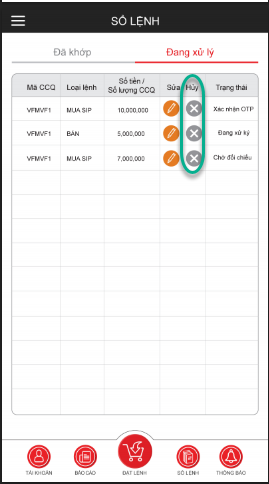 SỔ LỆNH
Đã khớp Đang xử lý
Mã CCQ Loại lệnh Số tiền / Số lượng CCQ Sửa Hủy Trạng thái
VFMVF1 MUA SIP 10,000,000 Xác nhận OTP
VFMVF1 BÁN 5,000,000 Đang xử lý
VFMVF1 MUA SIP 7,000,000 Chờ đối chiếu
TÀI KHOẢN BÁO CÁO ĐẶT LỆNH SỔ LỆNH THÔNG BÁO